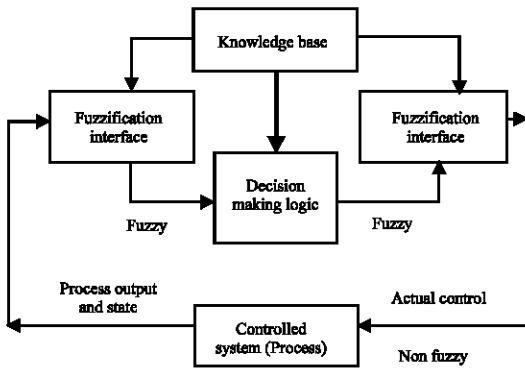 Knowledge base
Fuzzification
interface
Fuzzification
interface
Decision
making logic
Fuzzy
Fuzzy
Process output
and state
Actual control
Controlled
system (Process)
Non fuzzy